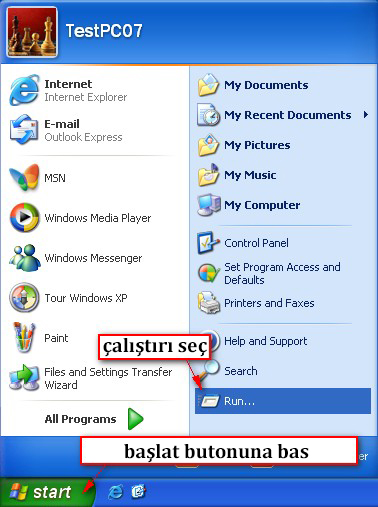 TestPC07
Internet
Internet Explorer
E-mail
Outlook Express
MSN
Windows Media Player
Windows Messenger
Tour Windows XP
Paint
Files and Settings Transfer
Wizard
All Programs
My Documents
My Recent Documents
My Pictures
My Music
My Computer
Control Panel
Set Program Access and
Defaults
Printers and Faxes
Help and Support
Search
Run...
çalıştırı seç
başlat butonuna bas
start